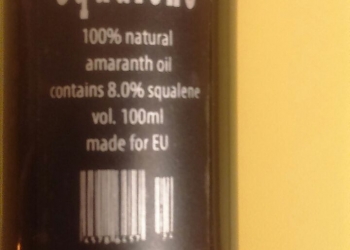 100% natural
amaranth oil
contains 8.0% squalene
vol. 100ml
made for EU